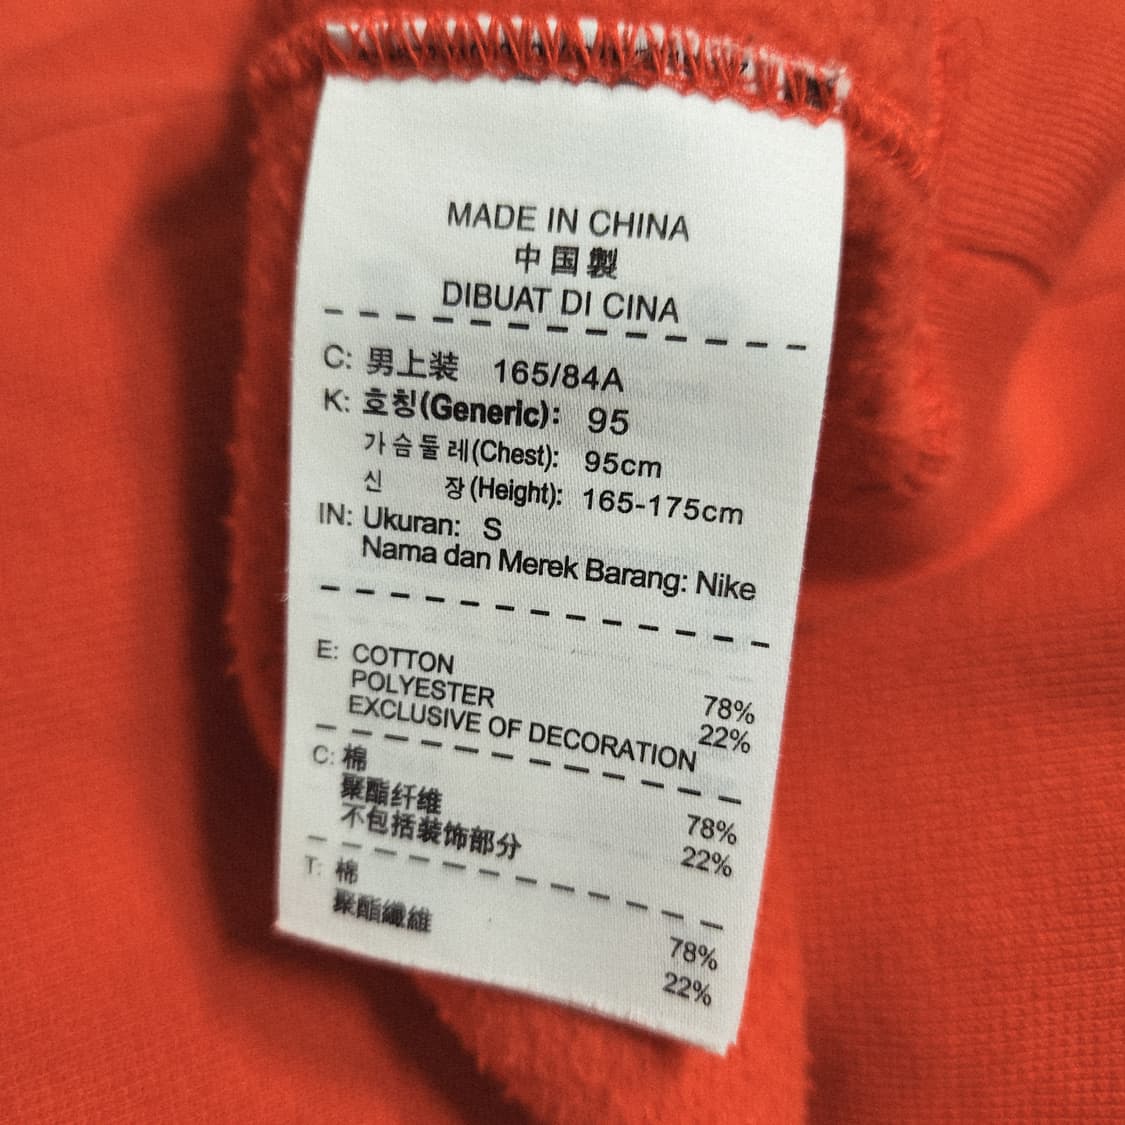 MADE IN CHINA
中国製
DIBUAT DI CINA
C: 男上装 165/84A
K: 호칭(Generic): 95
가슴둘레(Chest): 95cm
신 장(Height): 165-175cm
IN: Ukuran: S
Nama dan Merek Barang: Nike
E: COTTON 78%
POLYESTER 22%
EXCLUSIVE OF DECORATION
C: 棉 78%
聚酯纤维 22%
不包括装饰部分
T: 棉 78%
聚酯纖維 22%